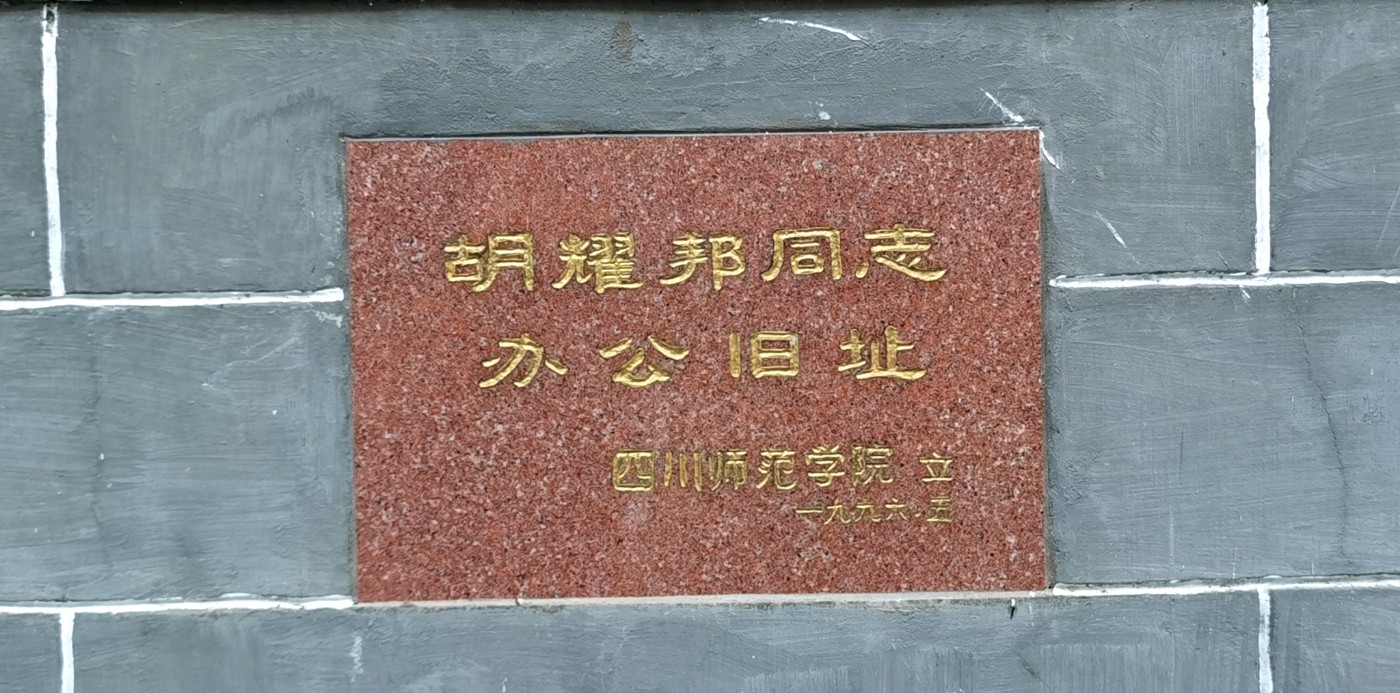 胡耀邦同志
办公旧址
四川师范学院 立
一九九六.五